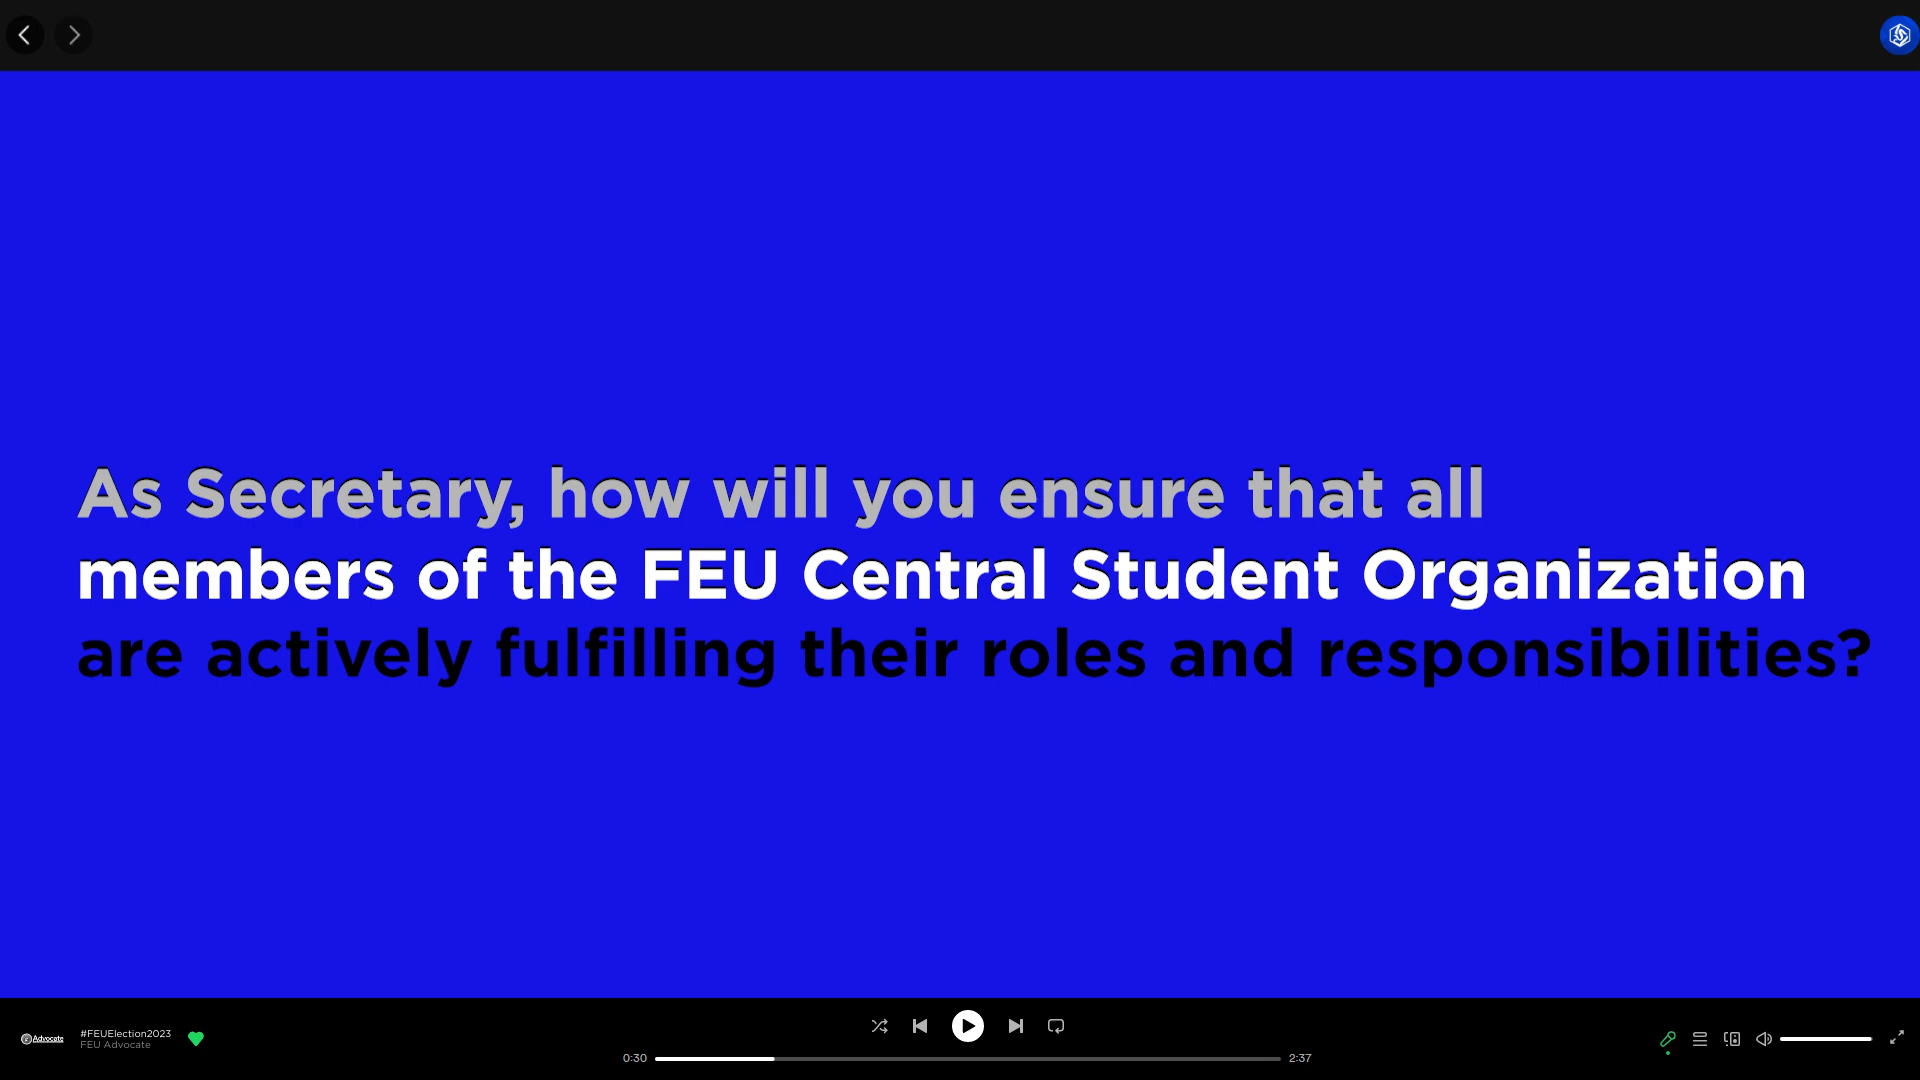 As Secretary, how will you ensure that all
members of the FEU Central Student Organization
are actively fulfilling their roles and responsibilities?
Advocate
#FEUElection2023
FEU Advocate
0:30
2:37